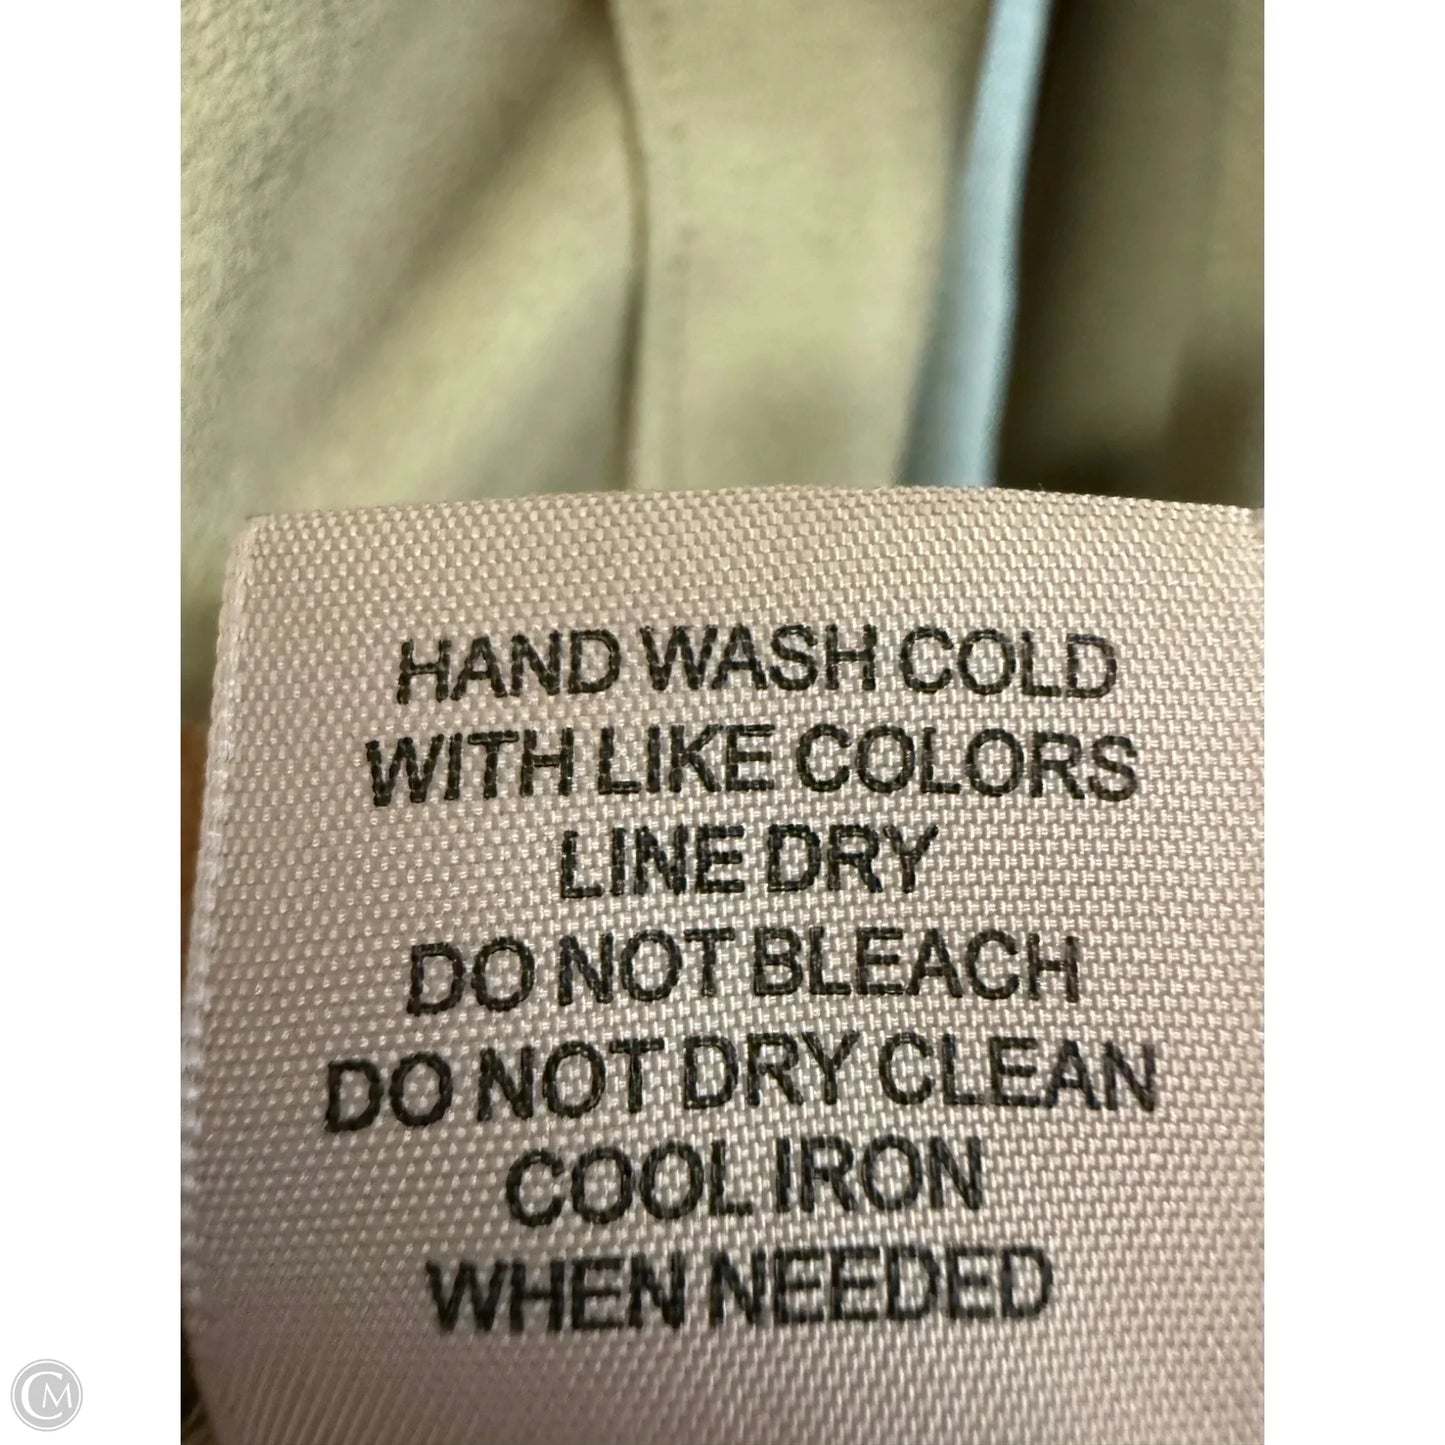 HAND WASH COLD
WITH LIKE COLORS
LINE DRY
DO NOT BLEACH
DO NOT DRY CLEAN
COOL IRON
WHEN NEEDED
CM